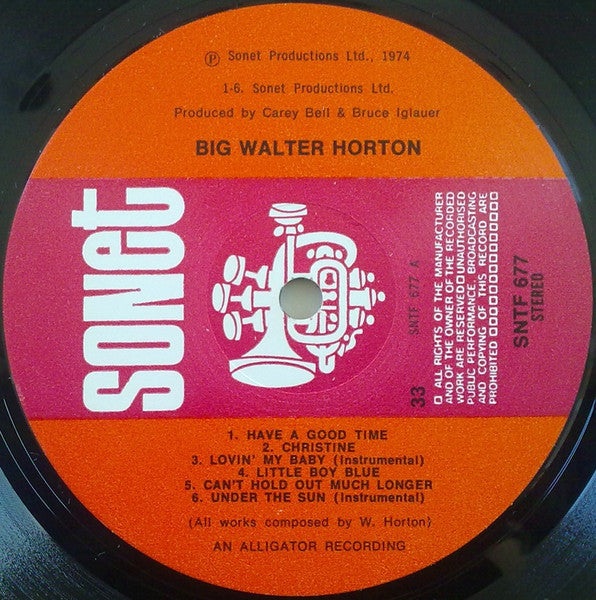 ℗ Sonet Productions Ltd., 1974
1-6. Sonet Productions Ltd.
Produced by Carey Bell & Bruce Iglauer
BIG WALTER HORTON
sonet
33
SNTF 677 A
□ ALL RIGHTS OF THE MANUFACTURER
AND OF THE OWNER OF THE RECORDED
WORK ARE RESERVED□ UNAUTHORISED
PUBLIC PERFORMANCE, BROADCASTING
AND COPYING OF THIS RECORD ARE
PROHIBITED □□□□□□□□□□□□□□□
SNTF 677
STEREO
1. HAVE A GOOD TIME
2. CHRISTINE
3. LOVIN' MY BABY (Instrumental)
4. LITTLE BOY BLUE
5. CAN'T HOLD OUT MUCH LONGER
6. UNDER THE SUN (Instrumental)
(All works composed by W. Horton)
AN ALLIGATOR RECORDING